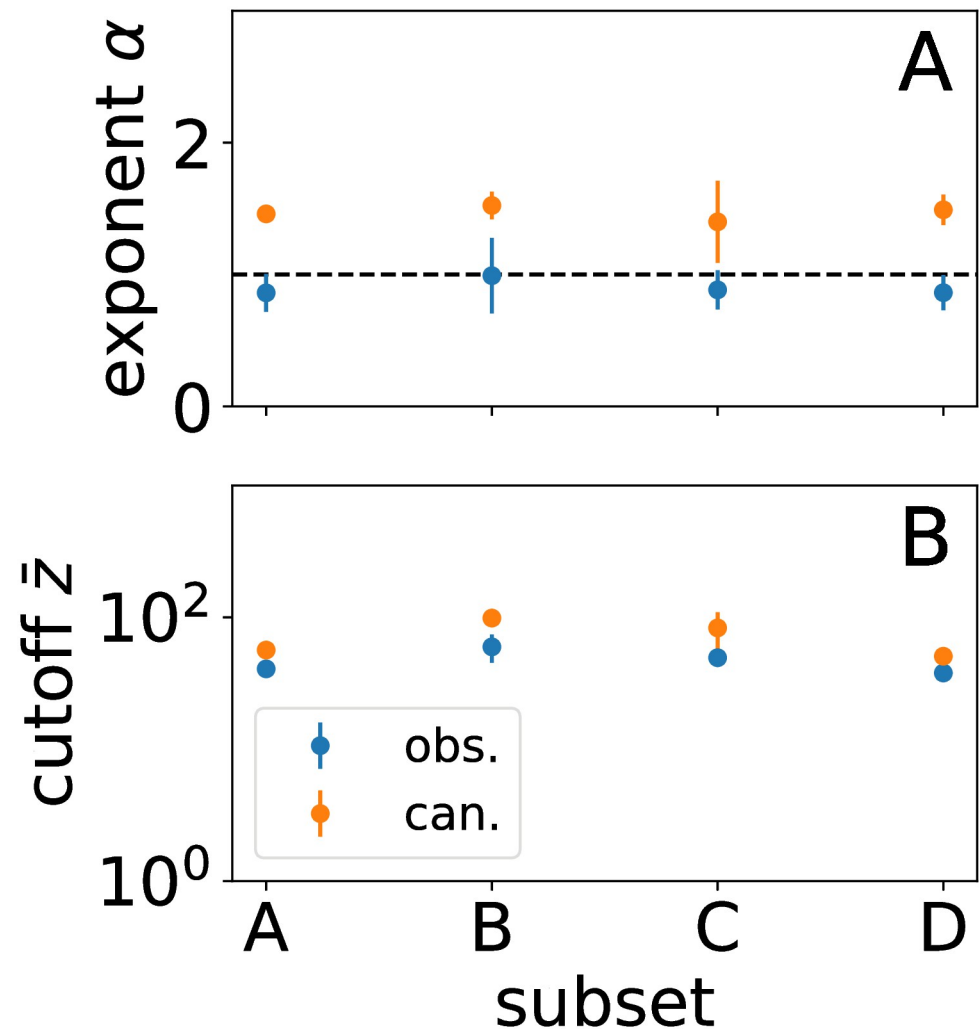 A
exponent α
2
0
B
cutoff z̄
10²
10⁰
obs.
can.
A B C D
subset